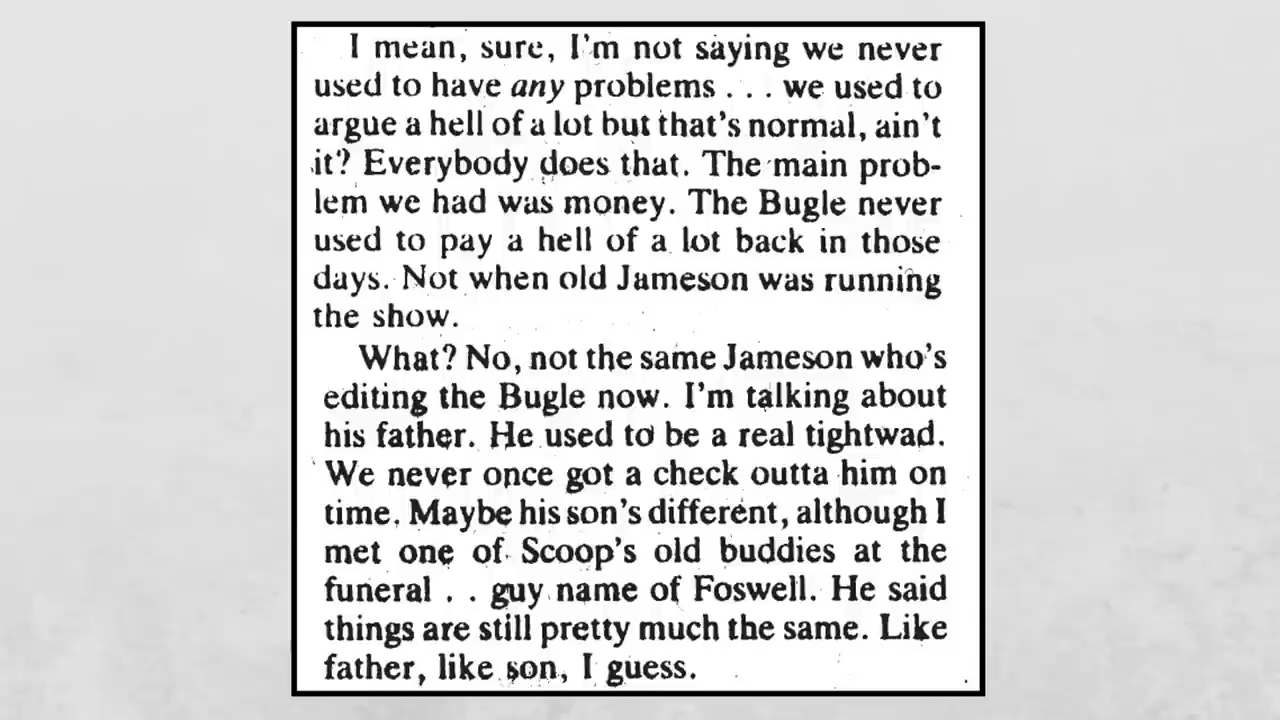 I mean, sure, I'm not saying we never
used to have any problems . . . we used to
argue a hell of a lot but that's normal, ain't
it? Everybody does that. The main prob-
lem we had was money. The Bugle never
used to pay a hell of a lot back in those
days. Not when old Jameson was running
the show.
What? No, not the same Jameson who's
editing the Bugle now. I'm talking about
his father. He used to be a real tightwad.
We never once got a check outta him on
time. Maybe his son's different, although I
met one of Scoop's old buddies at the
funeral . . guy name of Foswell. He said
things are still pretty much the same. Like
father, like son, I guess.